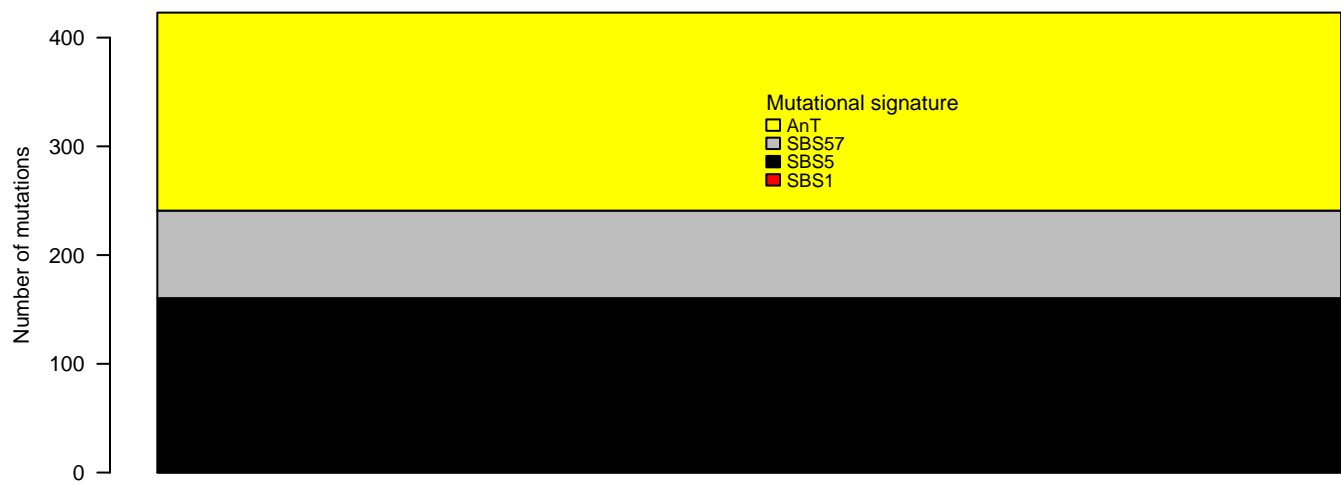 400
300
200
100
0
Number of mutations
Mutational signature
AnT
SBS57
SBS5
SBS1